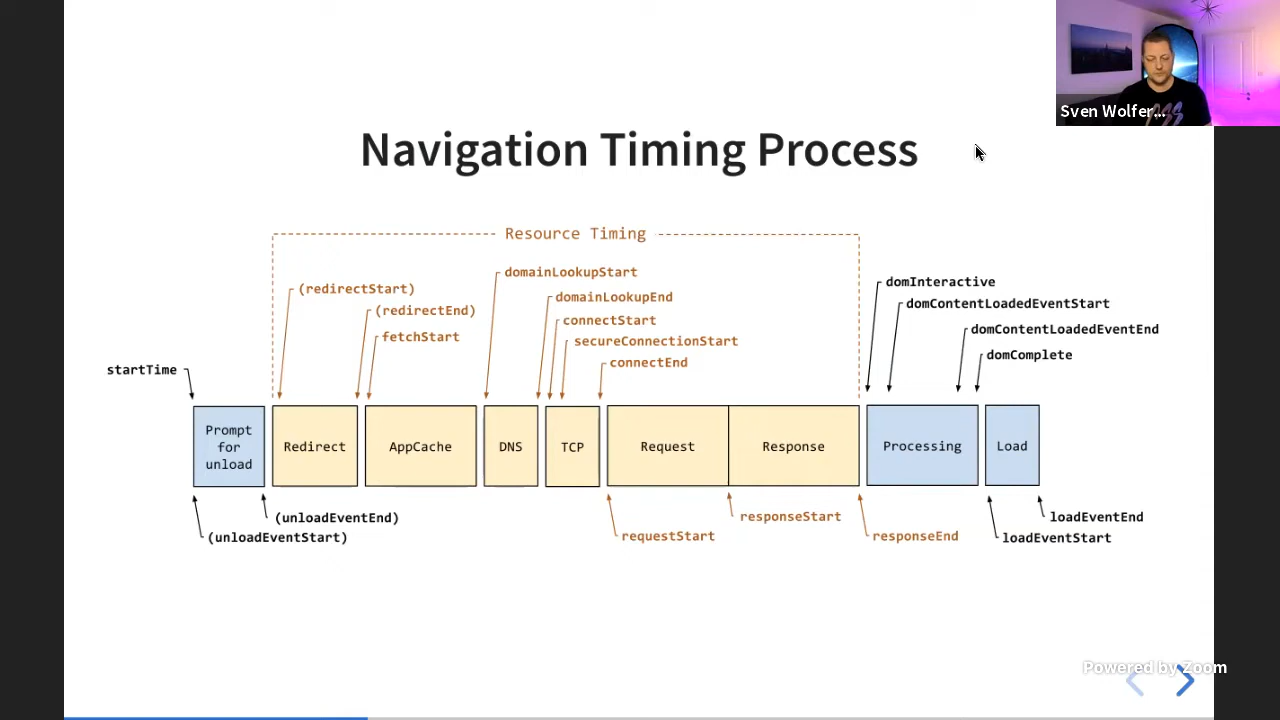 Sven Wolfer...
Navigation Timing Process
Resource Timing
domainLookupStart
(redirectStart)
domainLookupEnd
(redirectEnd)
connectStart
fetchStart
secureConnectionStart
connectEnd
domInteractive
domContentLoadedEventStart
domContentLoadedEventEnd
domComplete
startTime
Prompt
for
unload
Redirect
AppCache
DNS
TCP
Request
Response
Processing
Load
(unloadEventEnd)
(unloadEventStart)
responseStart
requestStart
responseEnd
loadEventEnd
loadEventStart
Powered by Zoom